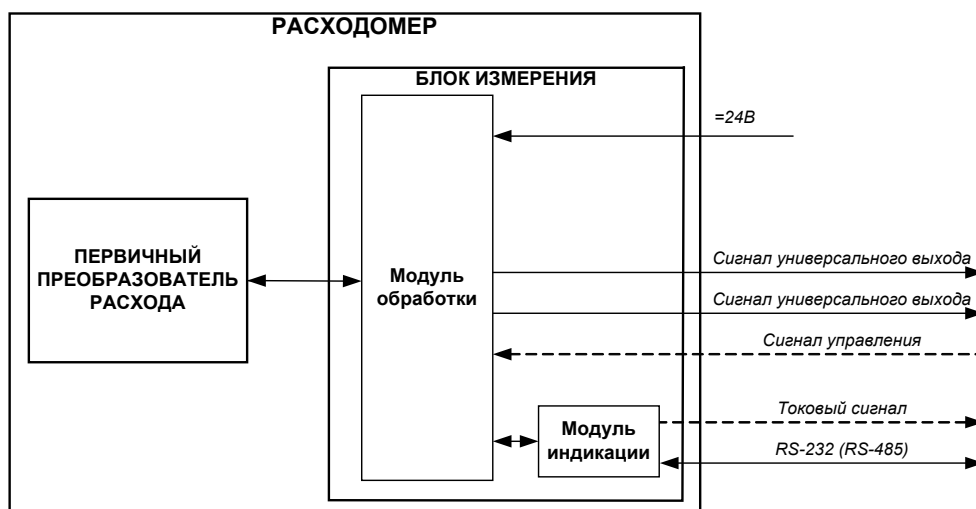 РАСХОДОМЕР
БЛОК ИЗМЕРЕНИЯ
=24В
ПЕРВИЧНЫЙ
ПРЕОБРАЗОВАТЕЛЬ
РАСХОДА
Модуль
обработки
Сигнал универсального выхода
Сигнал универсального выхода
Сигнал управления
Токовый сигнал
Модуль
индикации
RS-232 (RS-485)